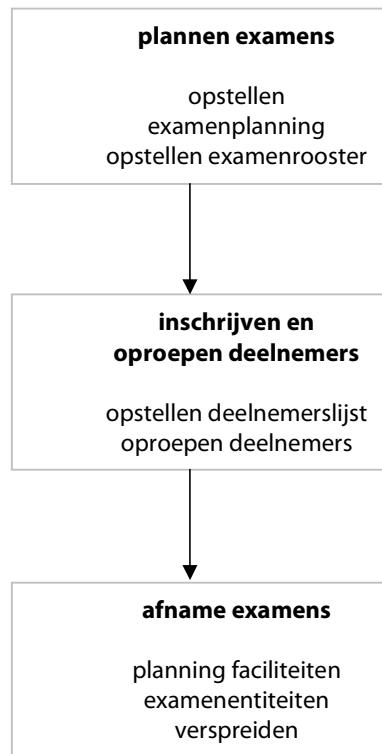 plannen examens
opstellen
examenplanning
opstellen examenrooster
inschrijven en
oproepen deelnemers
opstellen deelnemerslijst
oproepen deelnemers
afname examens
planning faciliteiten
examenentiteiten
verspreiden